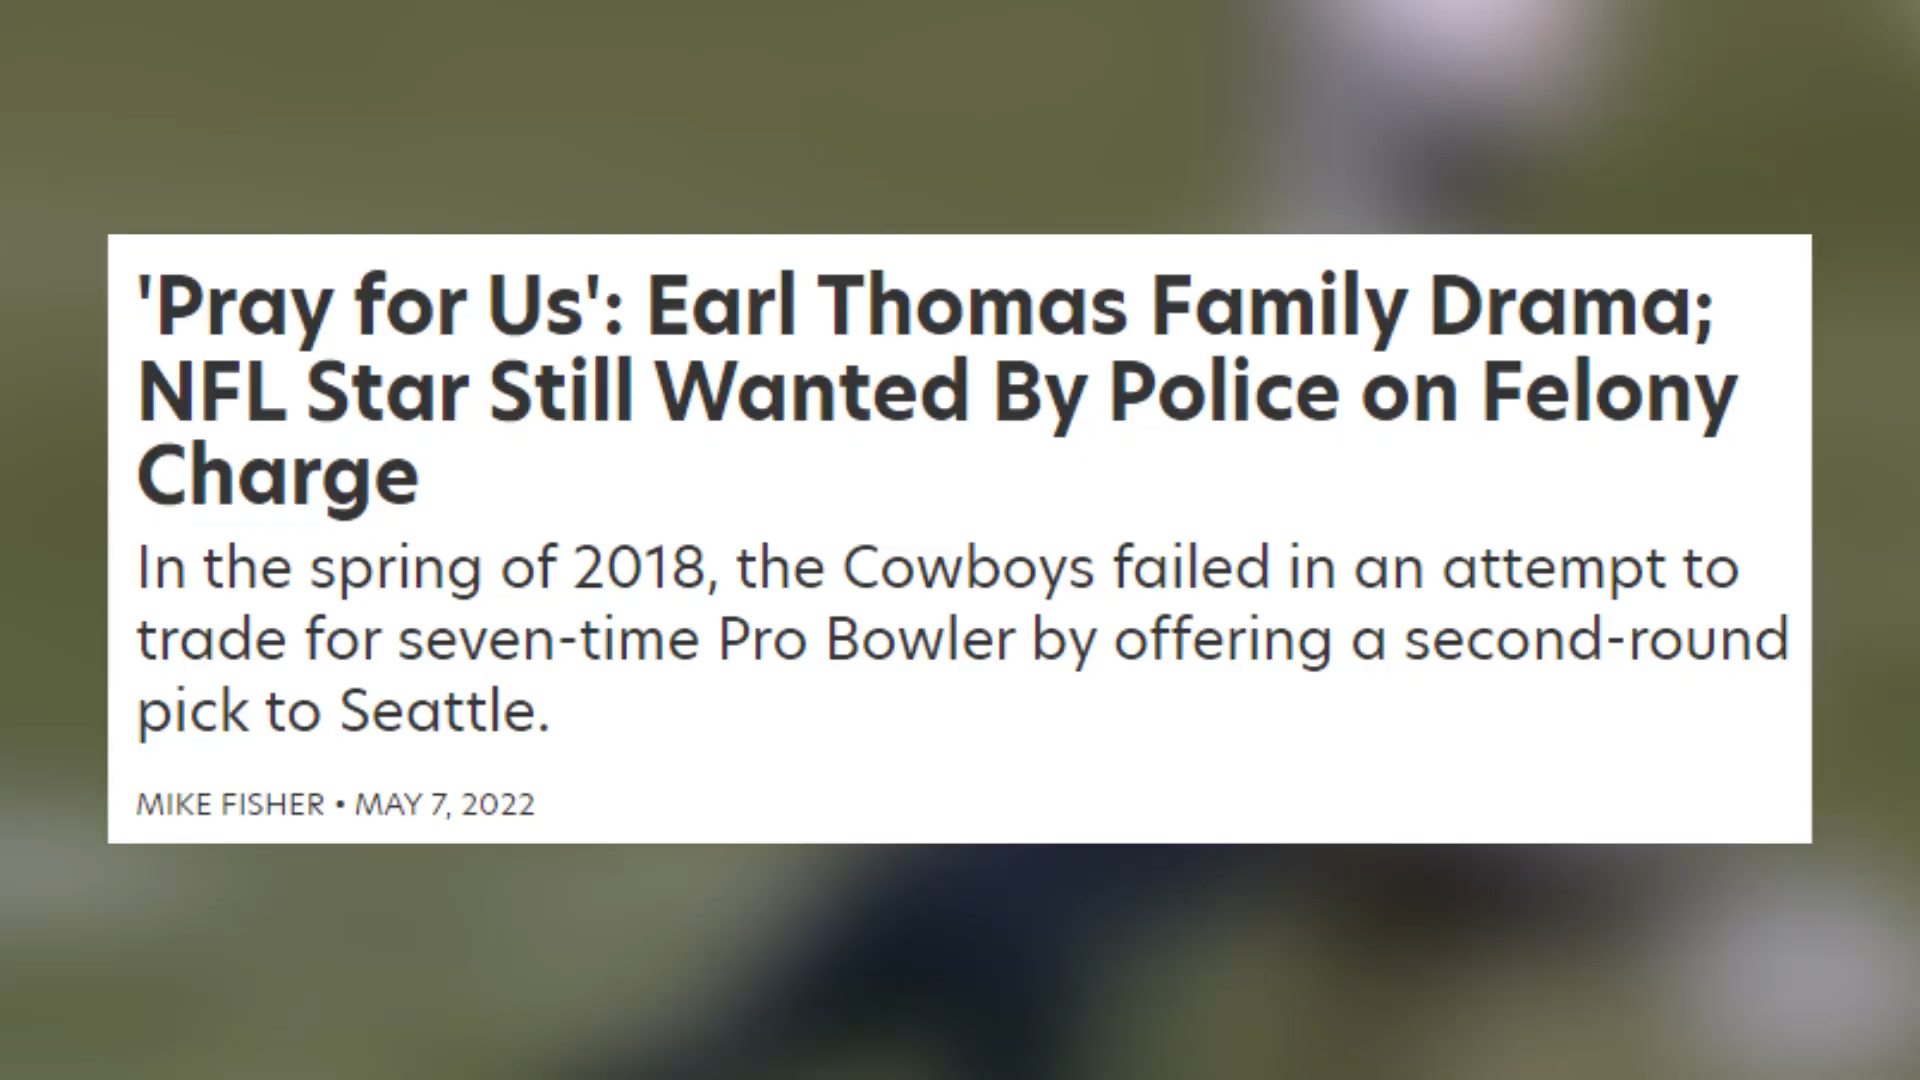 'Pray for Us': Earl Thomas Family Drama;
NFL Star Still Wanted By Police on Felony
Charge
In the spring of 2018, the Cowboys failed in an attempt to
trade for seven-time Pro Bowler by offering a second-round
pick to Seattle.
MIKE FISHER • MAY 7, 2022